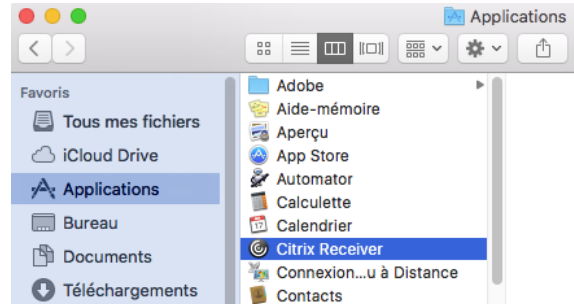 Applications
Favoris
Tous mes fichiers
iCloud Drive
Applications
Bureau
Documents
Téléchargements
Adobe
Aide-mémoire
Aperçu
App Store
Automator
Calculette
17
Calendrier
Citrix Receiver
Connexion...u à Distance
Contacts